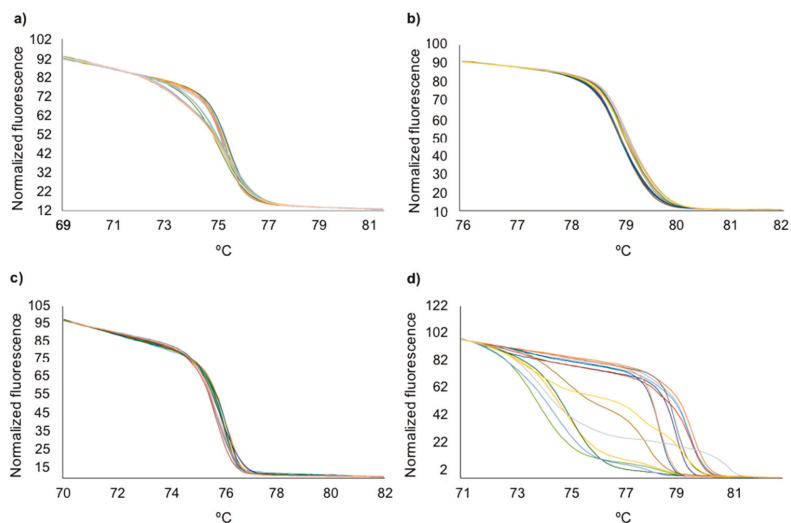 a)
Normalized fluorescence
102
92
82
72
62
52
42
32
22
12
69 71 73 75 77 79 81
ºC
b)
Normalized fluorescence
100
90
80
70
60
50
40
30
20
10
76 77 78 79 80 81 82
ºC
c)
Normalized fluorescence
105
95
85
75
65
55
45
35
25
15
70 72 74 76 78 80 82
ºC
d)
Normalized fluorescence
122
102
82
62
42
22
2
71 73 75 77 79 81
ºC